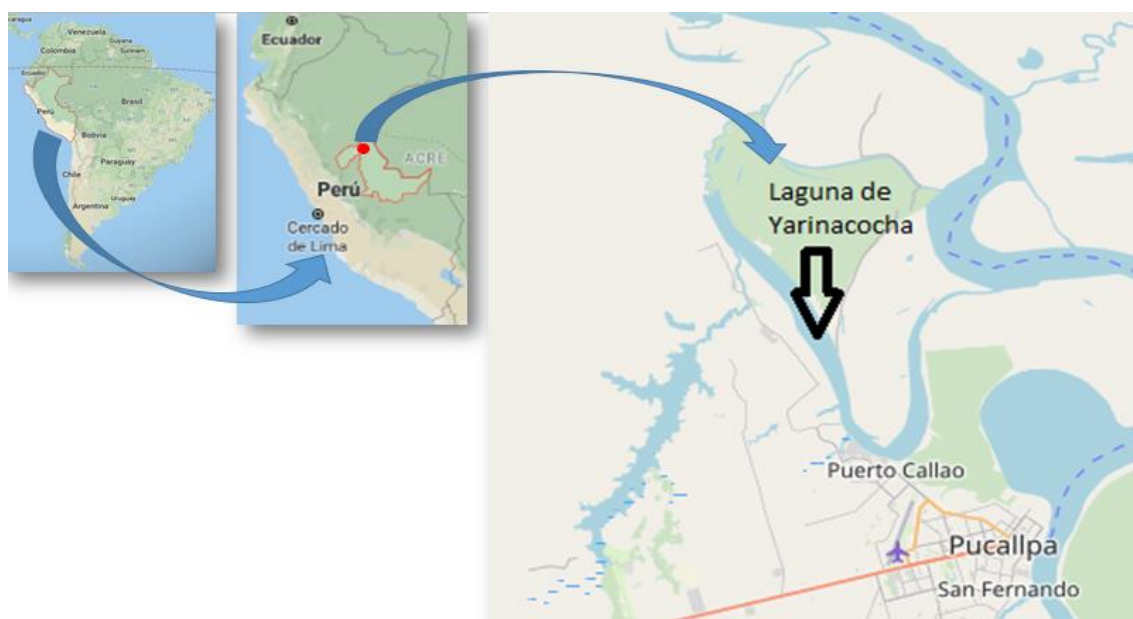 Venezuela
Guyana
Colombia
Surinam
Ecuador
Perú
Brasil
Bolivia
Paraguay
Chile
Uruguay
Argentina
Ecuador
ACRE
Perú
Cercado
de Lima
Laguna de
Yarinacocha
Puerto Callao
Pucallpa
San Fernando